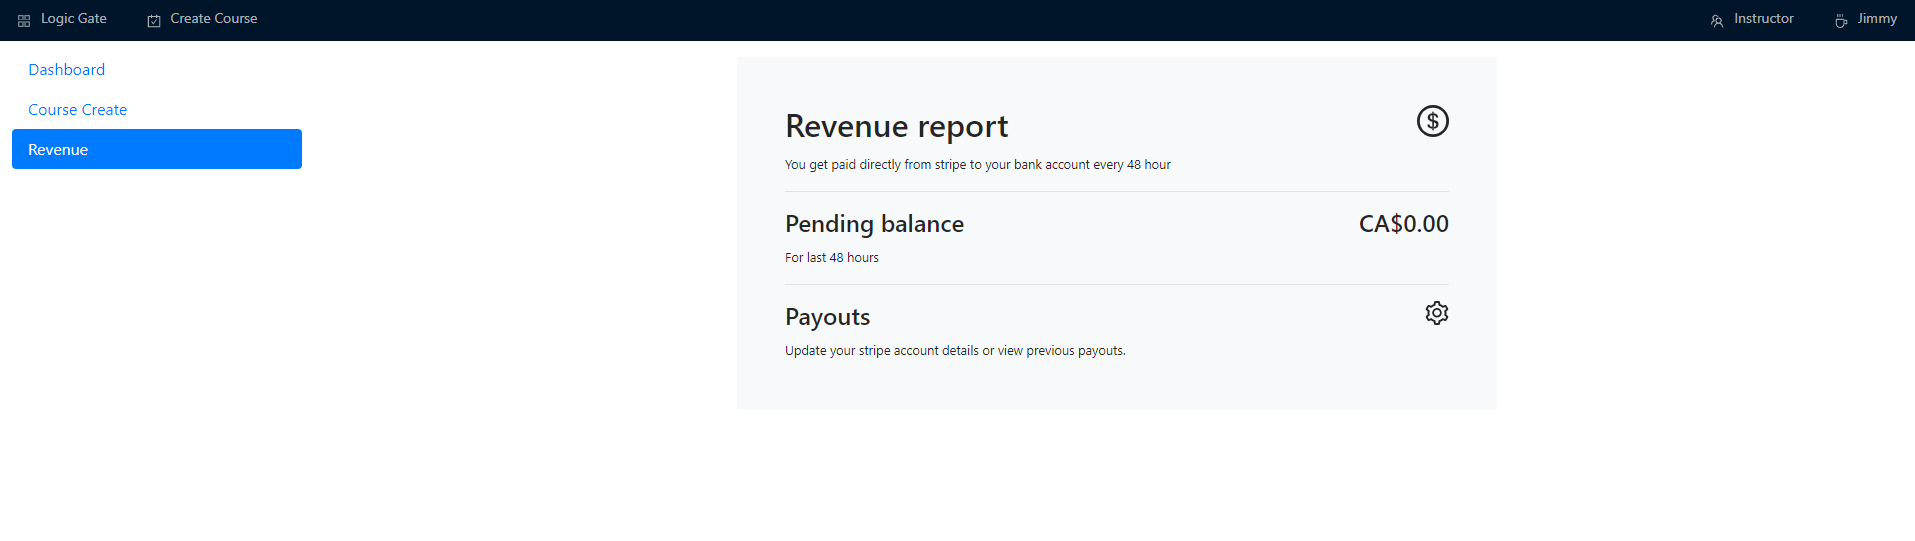 Logic Gate
Create Course
Instructor
Jimmy
Dashboard
Course Create
Revenue
Revenue report
$
You get paid directly from stripe to your bank account every 48 hour
Pending balance
CA$0.00
For last 48 hours
Payouts
Update your stripe account details or view previous payouts.